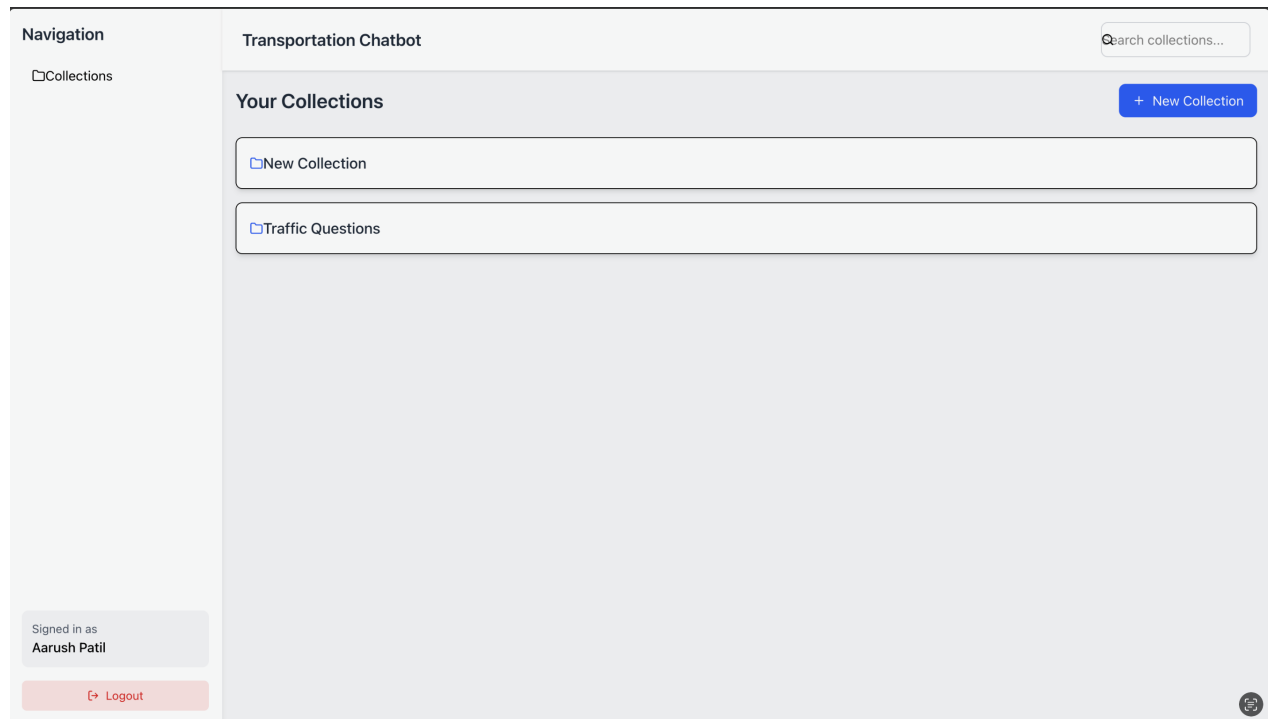 Navigation
Collections
Signed in as
Aarush Patil
Logout
Transportation Chatbot
Search collections...
Your Collections
+ New Collection
New Collection
Traffic Questions